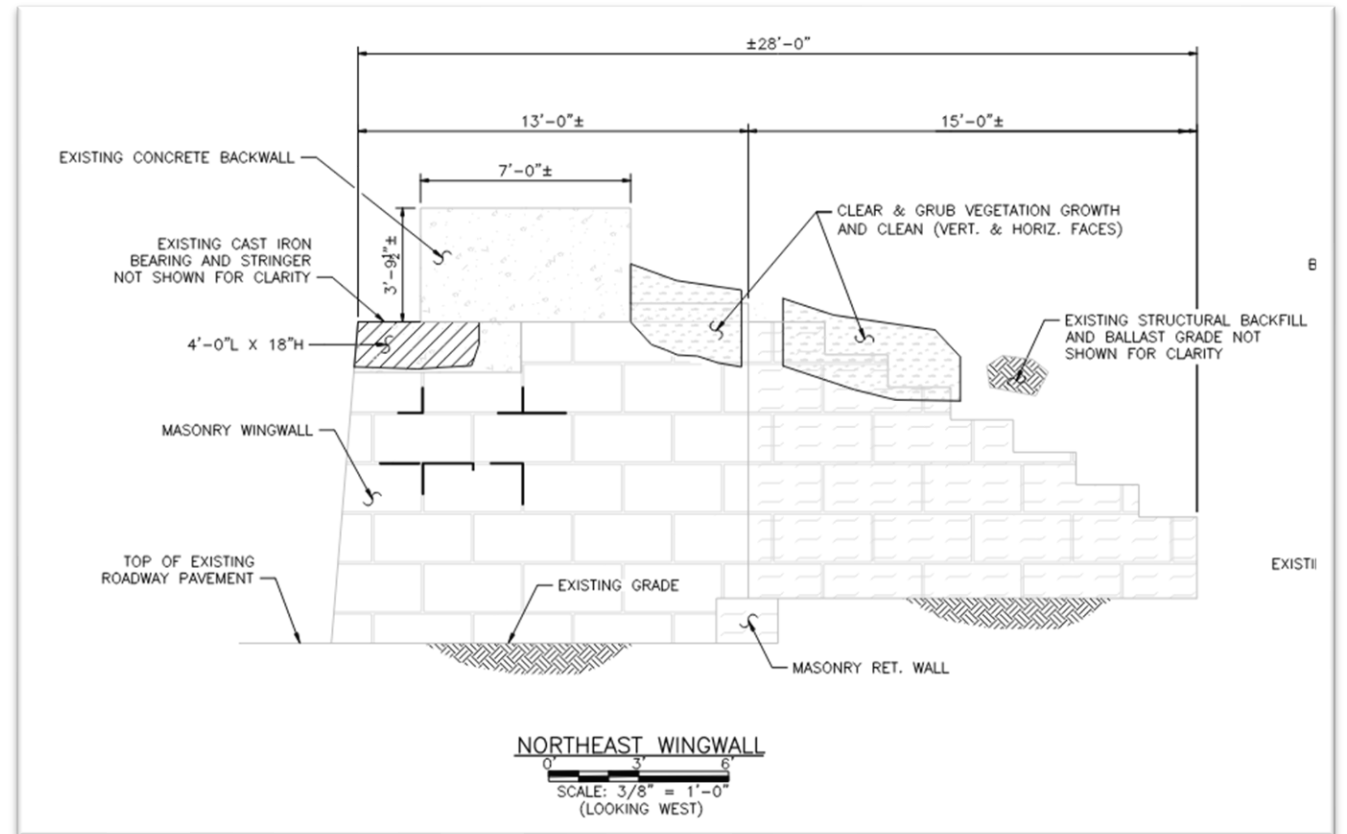 ±28'-0"
13'-0"±
15'-0"±
EXISTING CONCRETE BACKWALL
7'-0"±
3'-9½"±
CLEAR & GRUB VEGETATION GROWTH
AND CLEAN (VERT. & HORIZ. FACES)
EXISTING CAST IRON
BEARING AND STRINGER
NOT SHOWN FOR CLARITY
B
EXISTING STRUCTURAL BACKFILL
AND BALLAST GRADE NOT
SHOWN FOR CLARITY
4'-0"L X 18"H
MASONRY WINGWALL
TOP OF EXISTING
ROADWAY PAVEMENT
EXISTING GRADE
EXISTI
MASONRY RET. WALL
NORTHEAST WINGWALL
0' 3' 6'
SCALE: 3/8" = 1'-0"
(LOOKING WEST)